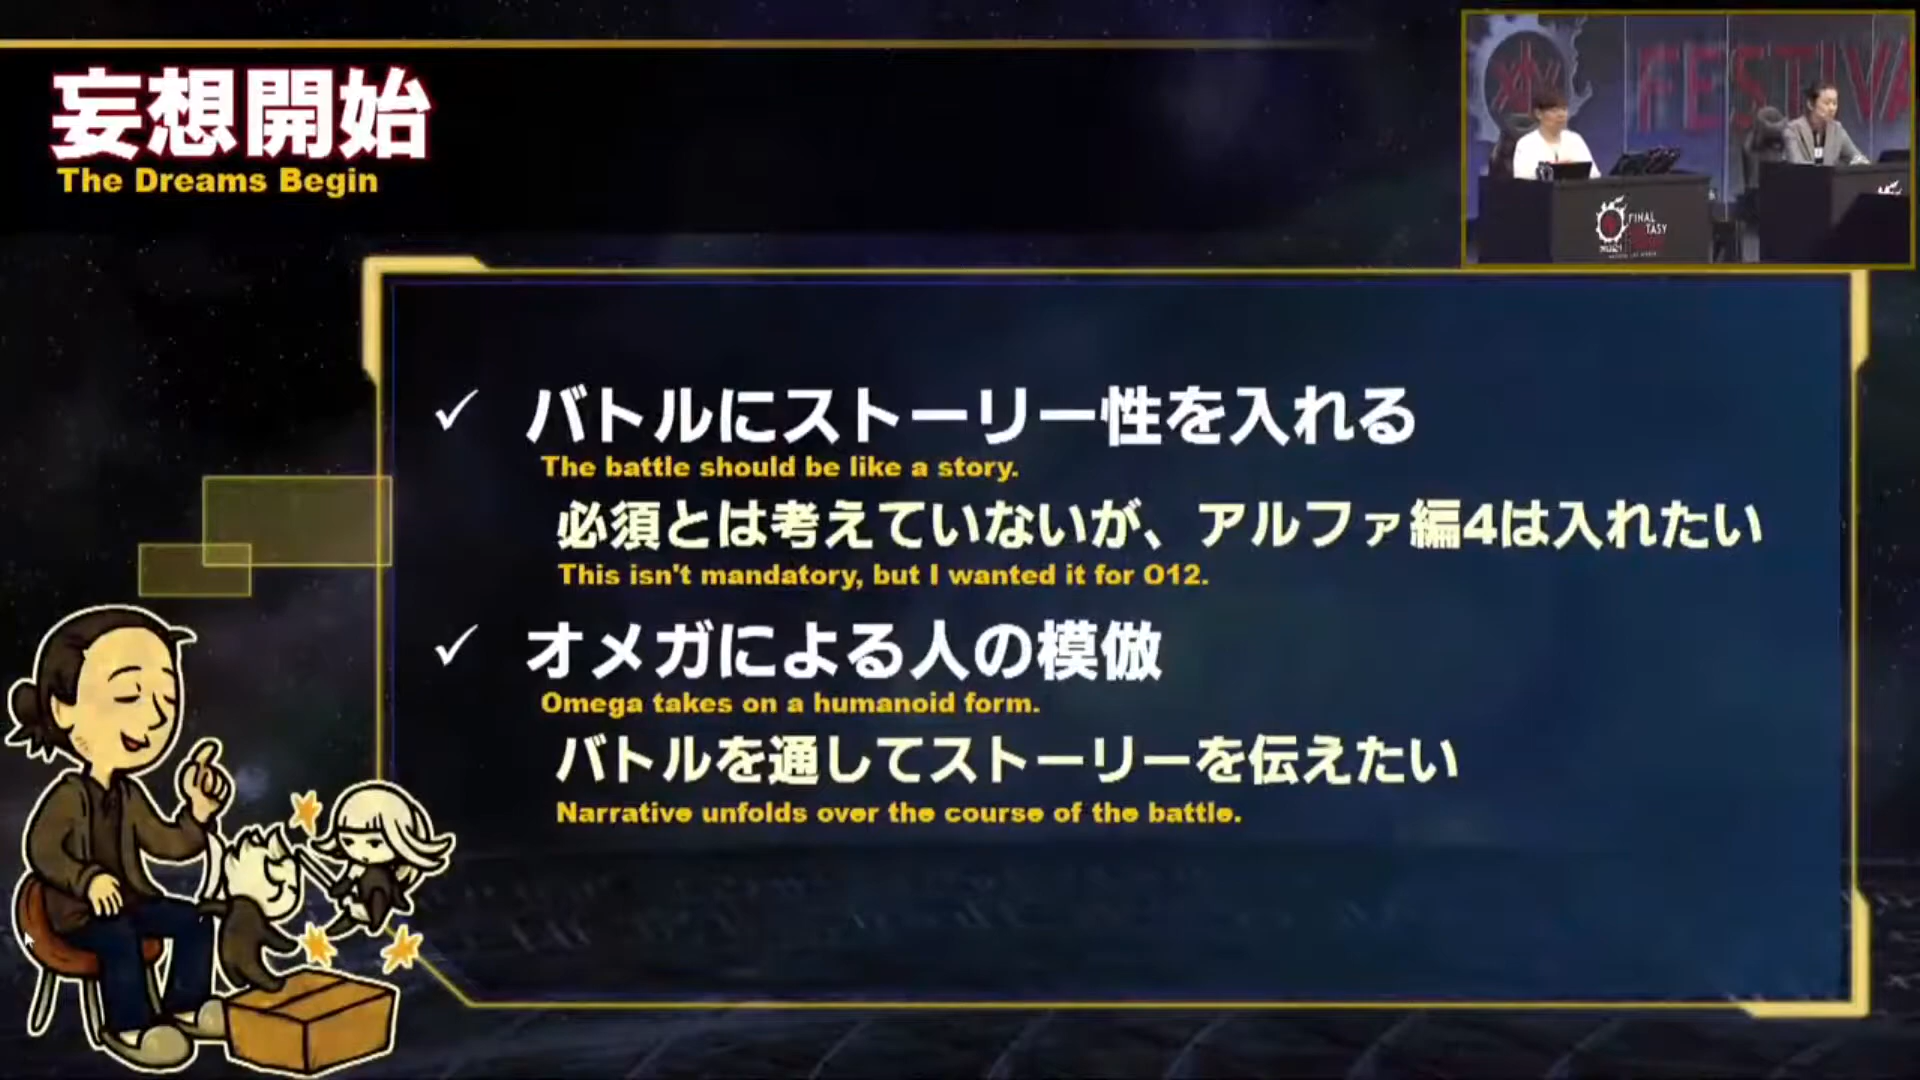 妄想開始
The Dreams Begin
FESTIVA
FINAL
TASY
✓ バトルにストーリー性を入れる
The battle should be like a story.
必須とは考えていないが、アルファ編4は入れたい
This isn't mandatory, but I wanted it for O12.
✓ オメガによる人の模倣
Omega takes on a humanoid form.
バトルを通してストーリーを伝えたい
Narrative unfolds over the course of the battle.